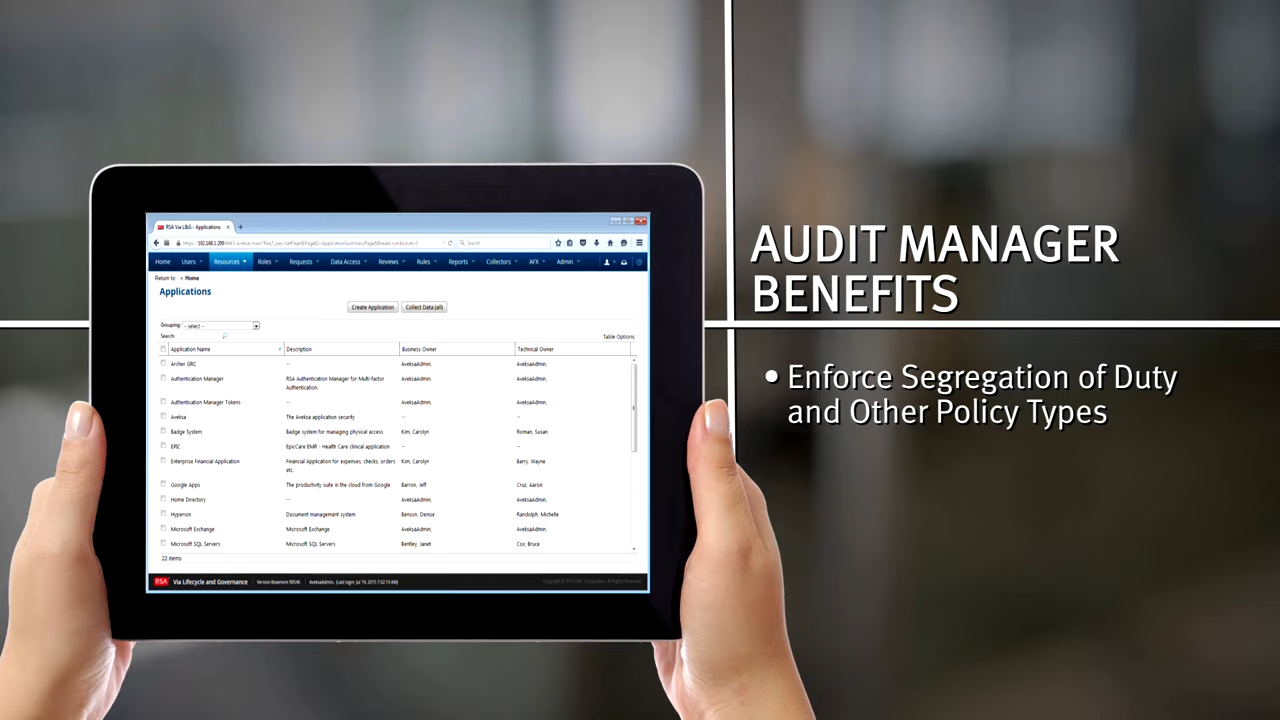 RSA Via L&G - Applications
Search
Home Users Resources Roles Requests Data Access Reviews Rules Reports Collectors AFX Admin
Return to: < Home
Applications
Create Application Collect Data (all)
Grouping: -- select --
Search:
Table Options
Application Name Description Business Owner Technical Owner
Archer GRC -- AveksaAdmin, AveksaAdmin,
Authentication Manager RSA Authentication Manager for Multi-factor AveksaAdmin, AveksaAdmin,
Authentication.
Authentication Manager Tokens -- AveksaAdmin, AveksaAdmin,
Aveksa The Aveksa application security -- --
Badge System Badge system for managing physical access Kim, Carolyn Roman, Susan
EPIC EpicCare EMR - Health Care clinical application -- --
Enterprise Financial Application Financial Application for expenses, checks, orders Kim, Carolyn Barry, Wayne
etc.
Google Apps The productivity suite in the cloud from Google Barron, Jeff Cruz, Aaron
Home Directory -- AveksaAdmin, AveksaAdmin,
Hyperion Document management system Benson, Denise Randolph, Michelle
Microsoft Exchange Microsoft Exchange AveksaAdmin, AveksaAdmin,
Microsoft SQL Servers Microsoft SQL Servers Bentley, Janet Cox, Bruce
22 items
RSA Via Lifecycle and Governance
AUDIT MANAGER
BENEFITS
• Enforce Segregation of Duty
and Other Policy Types